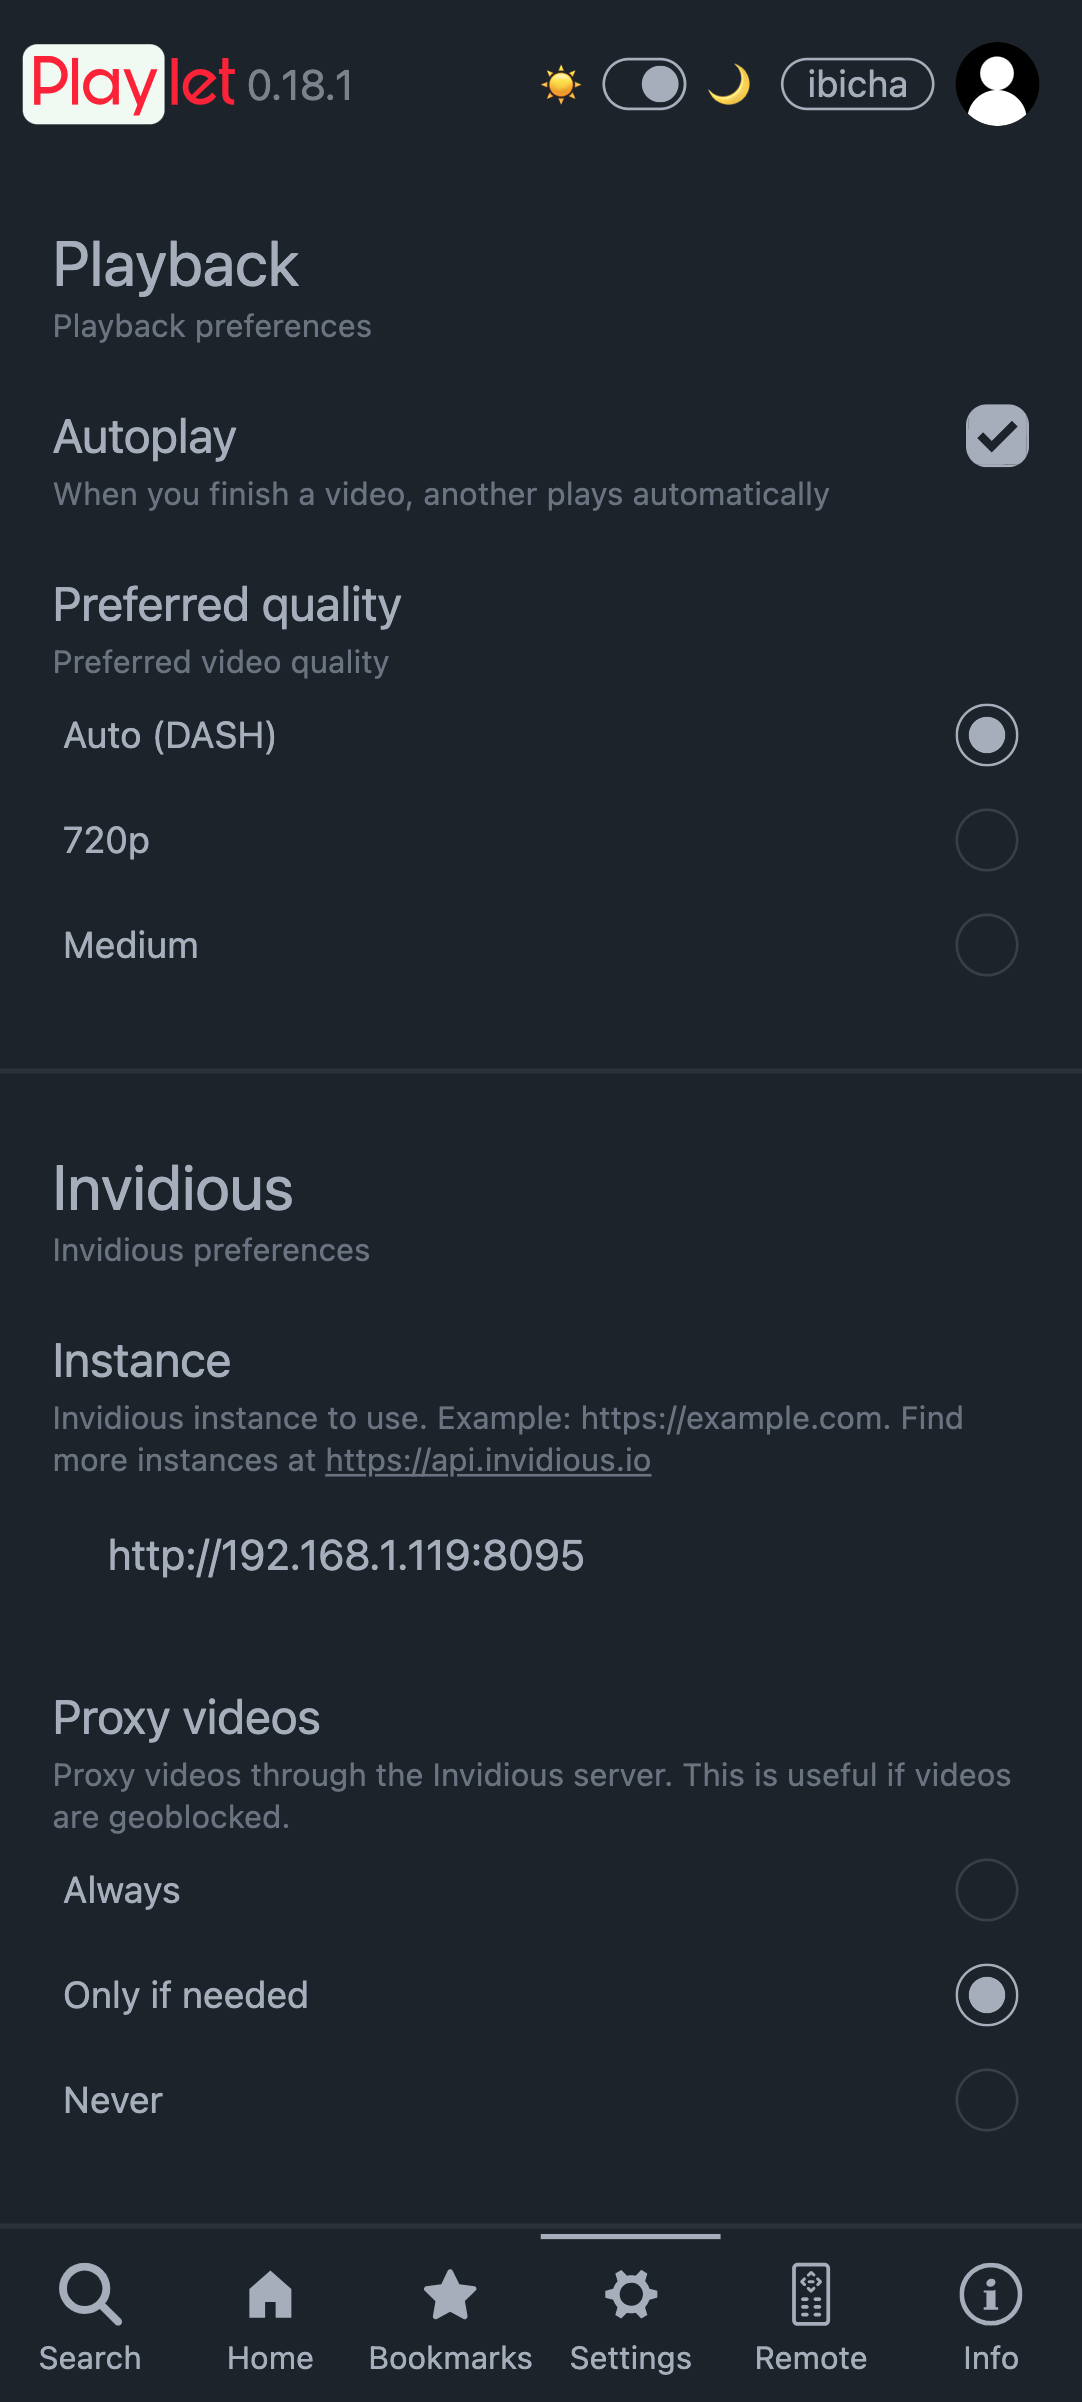 Playlet 0.18.1
ibicha
Playback
Playback preferences
Autoplay
When you finish a video, another plays automatically
Preferred quality
Preferred video quality
Auto (DASH)
720p
Medium
Invidious
Invidious preferences
Instance
Invidious instance to use. Example: https://example.com. Find
more instances at https://api.invidious.io
http://192.168.1.119:8095
Proxy videos
Proxy videos through the Invidious server. This is useful if videos
are geoblocked.
Always
Only if needed
Never
Search
Home
Bookmarks
Settings
Remote
Info